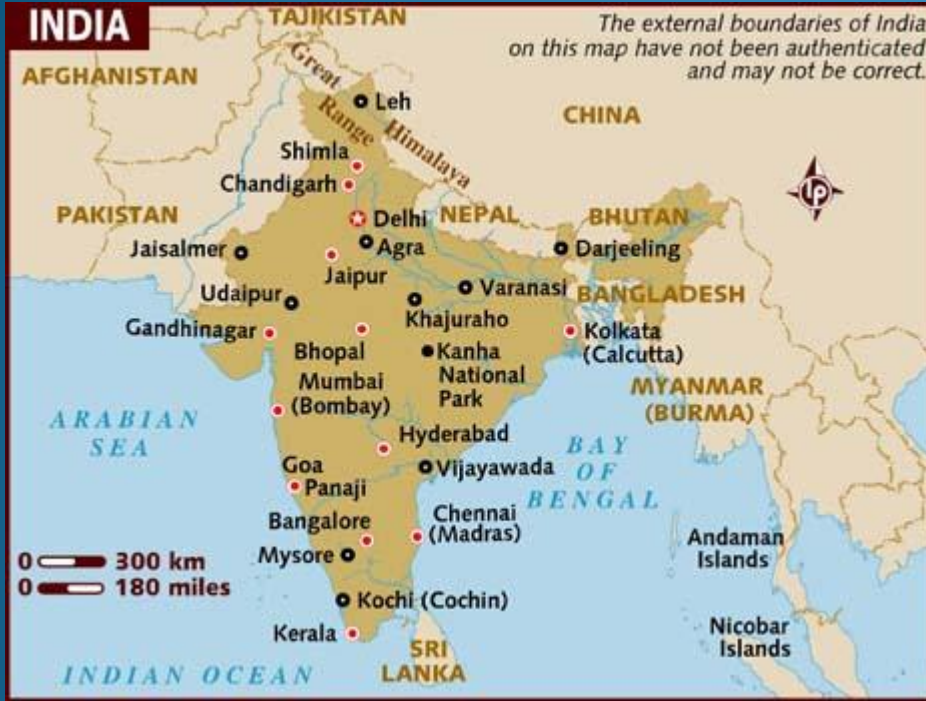 INDIA
TAJIKISTAN
The external boundaries of India
on this map have not been authenticated
and may not be correct.
AFGHANISTAN
Great
Himalaya
Range
Leh
CHINA
Shimla
Chandigarh
lp
PAKISTAN
Delhi
NEPAL
BHUTAN
Jaisalmer
Agra
Darjeeling
Jaipur
Udaipur
Varanasi
BANGLADESH
Khajuraho
Gandhinagar
Kolkata
(Calcutta)
Bhopal
Kanha
National
Park
Mumbai
(Bombay)
MYANMAR
(BURMA)
ARABIAN
SEA
Hyderabad
BAY
OF
BENGAL
Vijayawada
Goa
Panaji
Bangalore
Chennai
(Madras)
Andaman
Islands
Mysore
0 300 km
0 180 miles
Kochi (Cochin)
Kerala
Nicobar
Islands
SRI
LANKA
INDIAN OCEAN